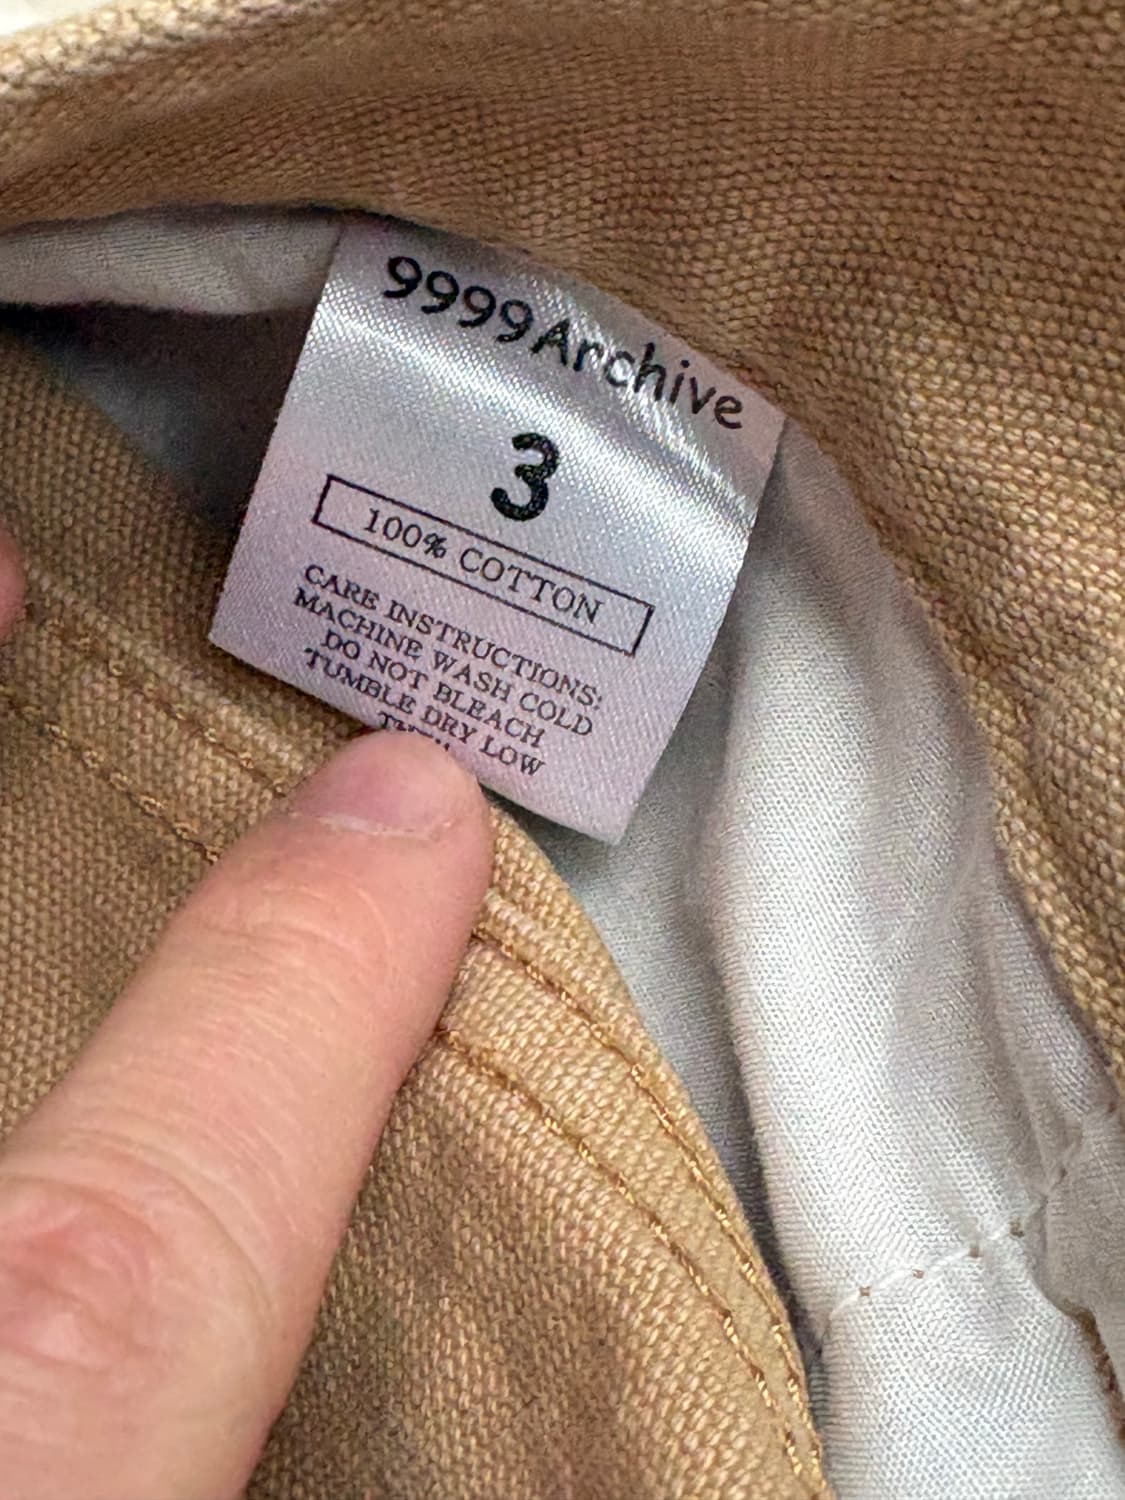 9999Archive
3
100% COTTON
CARE INSTRUCTIONS:
MACHINE WASH COLD
DO NOT BLEACH
TUMBLE DRY LOW